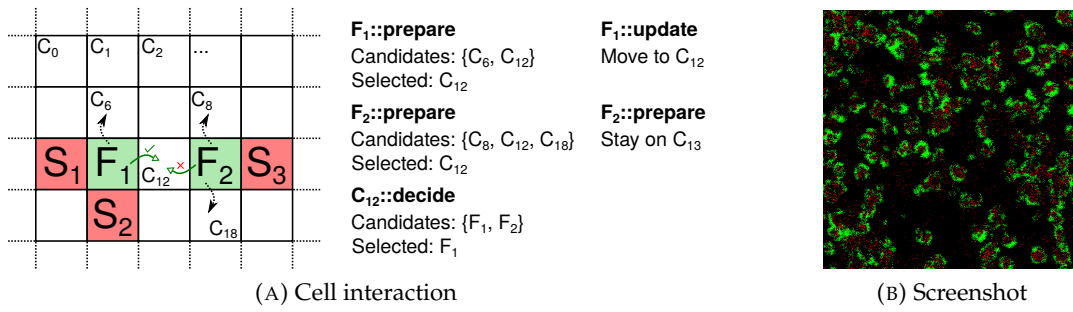 C0 C1 C2 ...
C6 C8
S1 F1 ✓ C12 × F2 S3
S2 C18
F1::prepare
Candidates: {C6, C12}
Selected: C12
F2::prepare
Candidates: {C8, C12, C18}
Selected: C12
C12::decide
Candidates: {F1, F2}
Selected: F1
F1::update
Move to C12
F2::prepare
Stay on C13
(A) Cell interaction
(B) Screenshot